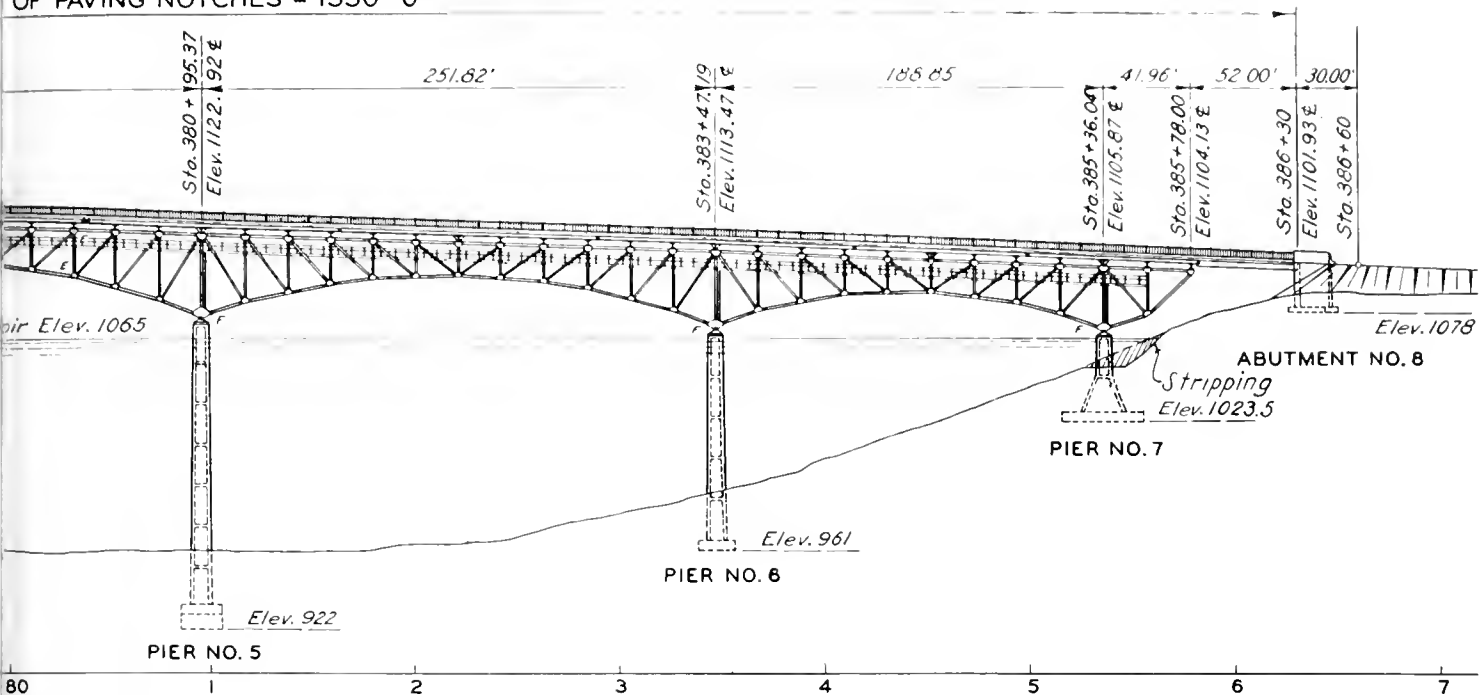 OF PAVING NOTCHES = 1330'-0"
251.82'
188.85
41.96'
52.00'
30.00'
Sta. 380 + 95.37
Elev. 1122.92 ℄
Sta. 383+47.19
Elev. 1113.47 ℄
Sta. 385+36.04
Elev. 1105.87 ℄
Sta. 385+78.00
Elev. 1104.13 ℄
Sta. 386+30
Elev. 1101.93 ℄
Sta. 386+60
E
F
F
F
oir Elev. 1065
Elev. 1078
ABUTMENT NO. 8
Stripping
Elev. 1023.5
PIER NO. 7
Elev. 961
PIER NO. 6
Elev. 922
PIER NO. 5
80 1 2 3 4 5 6 7